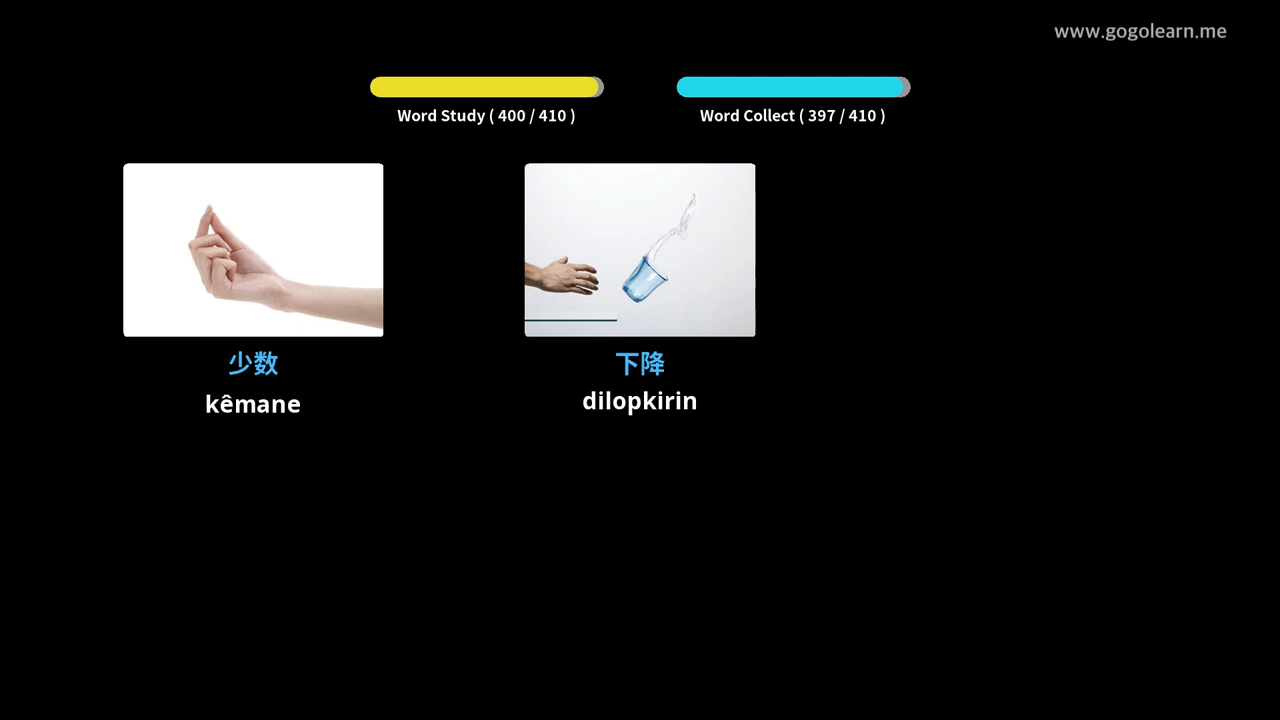 www.gogolearn.me
Word Study ( 400 / 410 )
Word Collect ( 397 / 410 )
少数
kêmane
下降
dilopkirin